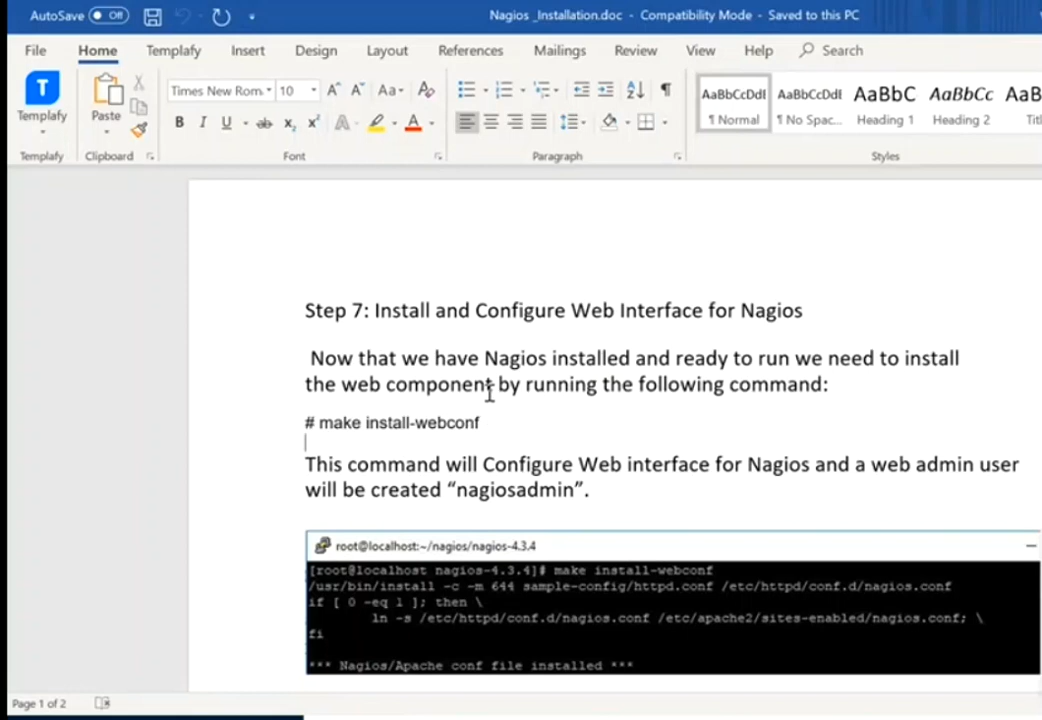 AutoSave Off Nagios _Installation.doc - Compatibility Mode - Saved to this PC
File Home Templafy Insert Design Layout References Mailings Review View Help Search
Templafy Paste Times New Rom 10 Aa AaBbCcDdI AaBbCcDdI AaBbC AaBbCc AaB
B I U ab x₂ x² A A ¶ Normal ¶ No Spac... Heading 1 Heading 2 Titl
Templafy Clipboard Font Paragraph Styles
Step 7: Install and Configure Web Interface for Nagios
Now that we have Nagios installed and ready to run we need to install
the web component by running the following command:
# make install-webconf
This command will Configure Web interface for Nagios and a web admin user
will be created “nagiosadmin”.
root@localhost:~/nagios/nagios-4.3.4
[root@localhost nagios-4.3.4]# make install-webconf
/usr/bin/install -c -m 644 sample-config/httpd.conf /etc/httpd/conf.d/nagios.conf
if [ 0 -eq 1 ]; then \
ln -s /etc/httpd/conf.d/nagios.conf /etc/apache2/sites-enabled/nagios.conf; \
fi
*** Nagios/Apache conf file installed ***
Page 1 of 2